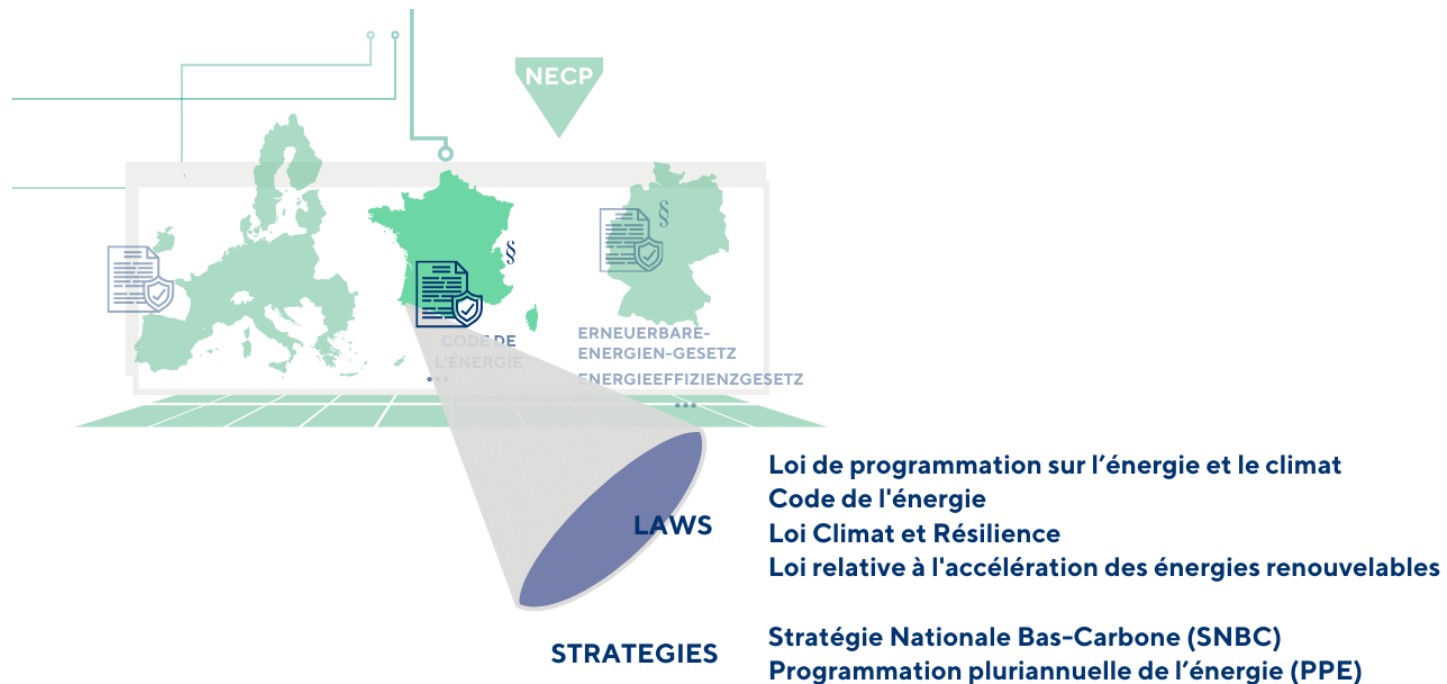 NECP
§
§
CODE DE
L'ÉNERGIE
...
ERNEUERBARE-
ENERGIEN-GESETZ
ENERGIEEFFIZIENZGESETZ
...
LAWS
Loi de programmation sur l’énergie et le climat
Code de l'énergie
Loi Climat et Résilience
Loi relative à l'accélération des énergies renouvelables
STRATEGIES
Stratégie Nationale Bas-Carbone (SNBC)
Programmation pluriannuelle de l’énergie (PPE)